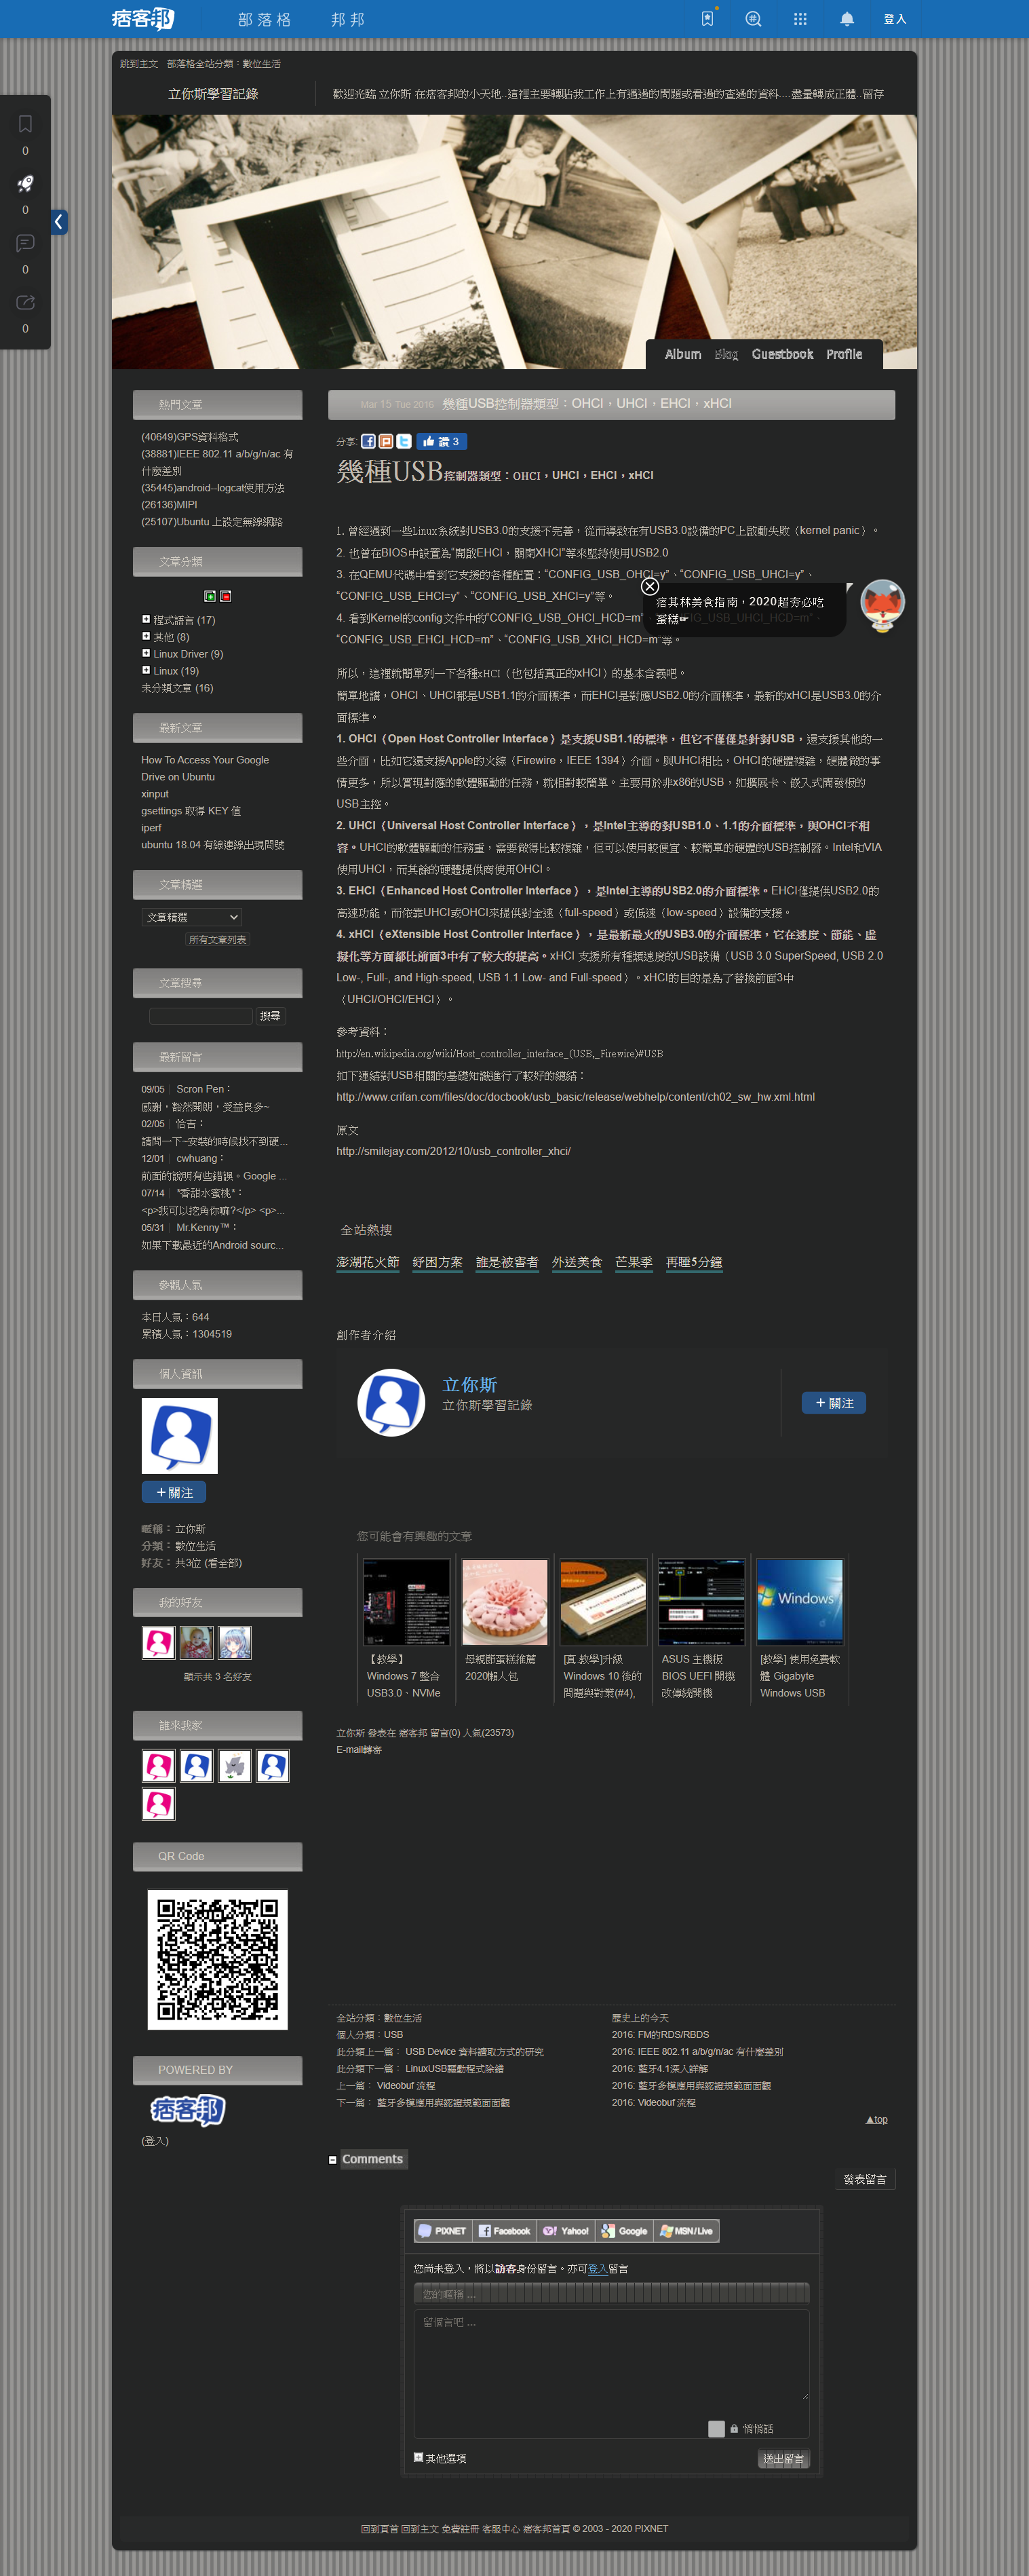 痞客邦
部落格
邦邦
登入
跳到主文
部落格全站分類：數位生活
立你斯學習記錄
歡迎光臨 立你斯 在痞客邦的小天地..這裡主要轉貼我工作上有遇過的問題或看過的查過的資料....盡量轉成正體..留存
0
0
0
0
Album Blog Guestbook Profile
熱門文章
(40649)GPS資料格式
(38881)IEEE 802.11 a/b/g/n/ac 有
什麼差別
(35445)android--logcat使用方法
(26136)MIPI
(25107)Ubuntu 上設定無線網路
文章分類
程式語言 (17)
其他 (8)
Linux Driver (9)
Linux (19)
未分類文章 (16)
最新文章
How To Access Your Google
Drive on Ubuntu
xinput
gsettings 取得 KEY 值
iperf
ubuntu 18.04 有線連線出現問號
文章精選
文章精選
所有文章列表
文章搜尋
搜尋
最新留言
09/05 | Scron Pen：
感謝，豁然開朗，受益良多~
02/05 | 恰吉：
請問一下~安裝的時候找不到硬...
12/01 | cwhuang：
前面的說明有些錯誤。Google ...
07/14 | "香甜水蜜桃"：
<p>我可以挖角你嘛?</p> <p>...
05/31 | Mr.Kenny™：
如果下載最近的Android sourc...
參觀人氣
本日人氣：644
累積人氣：1304519
個人資訊
＋關注
暱稱： 立你斯
分類： 數位生活
好友： 共3位 (看全部)
我的好友
顯示共 3 名好友
誰來我家
QR Code
POWERED BY
痞客邦
(登入)
Mar 15 Tue 2016 幾種USB控制器類型：OHCI，UHCI，EHCI，xHCI
分享:
讚 3
幾種USB控制器類型：OHCI，UHCI，EHCI，xHCI
1. 曾經遇到一些Linux系統對USB3.0的支援不完善，從而導致在有USB3.0設備的PC上啟動失敗（kernel panic）。
2. 也曾在BIOS中設置為“開啟EHCI，關閉XHCI”等來堅持使用USB2.0
3. 在QEMU代碼中看到它支援的各種配置：“CONFIG_USB_OHCI=y”、“CONFIG_USB_UHCI=y”、
“CONFIG_USB_EHCI=y”、“CONFIG_USB_XHCI=y”等。
4. 看到Kernel的config文件中的“CONFIG_USB_OHCI_HCD=m”、“CONFIG_USB_UHCI_HCD=m”、
“CONFIG_USB_EHCI_HCD=m”、“CONFIG_USB_XHCI_HCD=m”等。
痞其林美食指南，2020超夯必吃
蛋糕☛
所以，這裡就簡單列一下各種xHCI（也包括真正的xHCI）的基本含義吧。
簡單地講，OHCI、UHCI都是USB1.1的介面標準，而EHCI是對應USB2.0的介面標準，最新的xHCI是USB3.0的介
面標準。
1. OHCI（Open Host Controller Interface）是支援USB1.1的標準，但它不僅僅是針對USB，還支援其他的一
些介面，比如它還支援Apple的火線（Firewire，IEEE 1394）介面。與UHCI相比，OHCI的硬體複雜，硬體做的事
情更多，所以實現對應的軟體驅動的任務，就相對較簡單。主要用於非x86的USB，如擴展卡、嵌入式開發板的
USB主控。
2. UHCI（Universal Host Controller Interface），是Intel主導的對USB1.0、1.1的介面標準，與OHCI不相
容。UHCI的軟體驅動的任務重，需要做得比較複雜，但可以使用較便宜、較簡單的硬體的USB控制器。Intel和VIA
使用UHCI，而其餘的硬體提供商使用OHCI。
3. EHCI（Enhanced Host Controller Interface），是Intel主導的USB2.0的介面標準。EHCI僅提供USB2.0的
高速功能，而依靠UHCI或OHCI來提供對全速（full-speed）或低速（low-speed）設備的支援。
4. xHCI（eXtensible Host Controller Interface），是最新最火的USB3.0的介面標準，它在速度、節能、虛
擬化等方面都比前面3中有了較大的提高。xHCI 支援所有種類速度的USB設備（USB 3.0 SuperSpeed, USB 2.0
Low-, Full-, and High-speed, USB 1.1 Low- and Full-speed）。xHCI的目的是為了替換前面3中
（UHCI/OHCI/EHCI）。
參考資料：
http://en.wikipedia.org/wiki/Host_controller_interface_(USB,_Firewire)#USB
如下連結對USB相關的基礎知識進行了較好的總結：
http://www.crifan.com/files/doc/docbook/usb_basic/release/webhelp/content/ch02_sw_hw.xml.html
原文
http://smilejay.com/2012/10/usb_controller_xhci/
全站熱搜
澎湖花火節 紓困方案 誰是被害者 外送美食 芒果季 再睡5分鐘
創作者介紹
立你斯
立你斯學習記錄
＋關注
您可能會有興趣的文章
【教學】
Windows 7 整合
USB3.0、NVMe
母親節蛋糕推薦
2020懶人包
[真.教學]升級
Windows 10 後的
問題與對策(#4),
ASUS 主機板
BIOS UEFI 開機
改傳統開機
Windows
[教學] 使用免費軟
體 Gigabyte
Windows USB
立你斯 發表在 痞客邦 留言(0) 人氣(23573)
E-mail轉寄
全站分類：數位生活
個人分類：USB
此分類上一篇： USB Device 資料讀取方式的研究
此分類下一篇： LinuxUSB驅動程式除錯
上一篇： Videobuf 流程
下一篇： 藍牙多模應用與認證規範面面觀
歷史上的今天
2016: FM的RDS/RBDS
2016: IEEE 802.11 a/b/g/n/ac 有什麼差別
2016: 藍牙4.1深入詳解
2016: 藍牙多模應用與認證規範面面觀
2016: Videobuf 流程
▲top
Comments
發表留言
PIXNET Facebook Yahoo! Google MSN/Live
您尚未登入，將以訪客身份留言。亦可登入留言
您的暱稱 ...
留個言吧 ...
悄悄話
其他選項
送出留言
回到頁首 回到主文 免費註冊 客服中心 痞客邦首頁 © 2003 - 2020 PIXNET